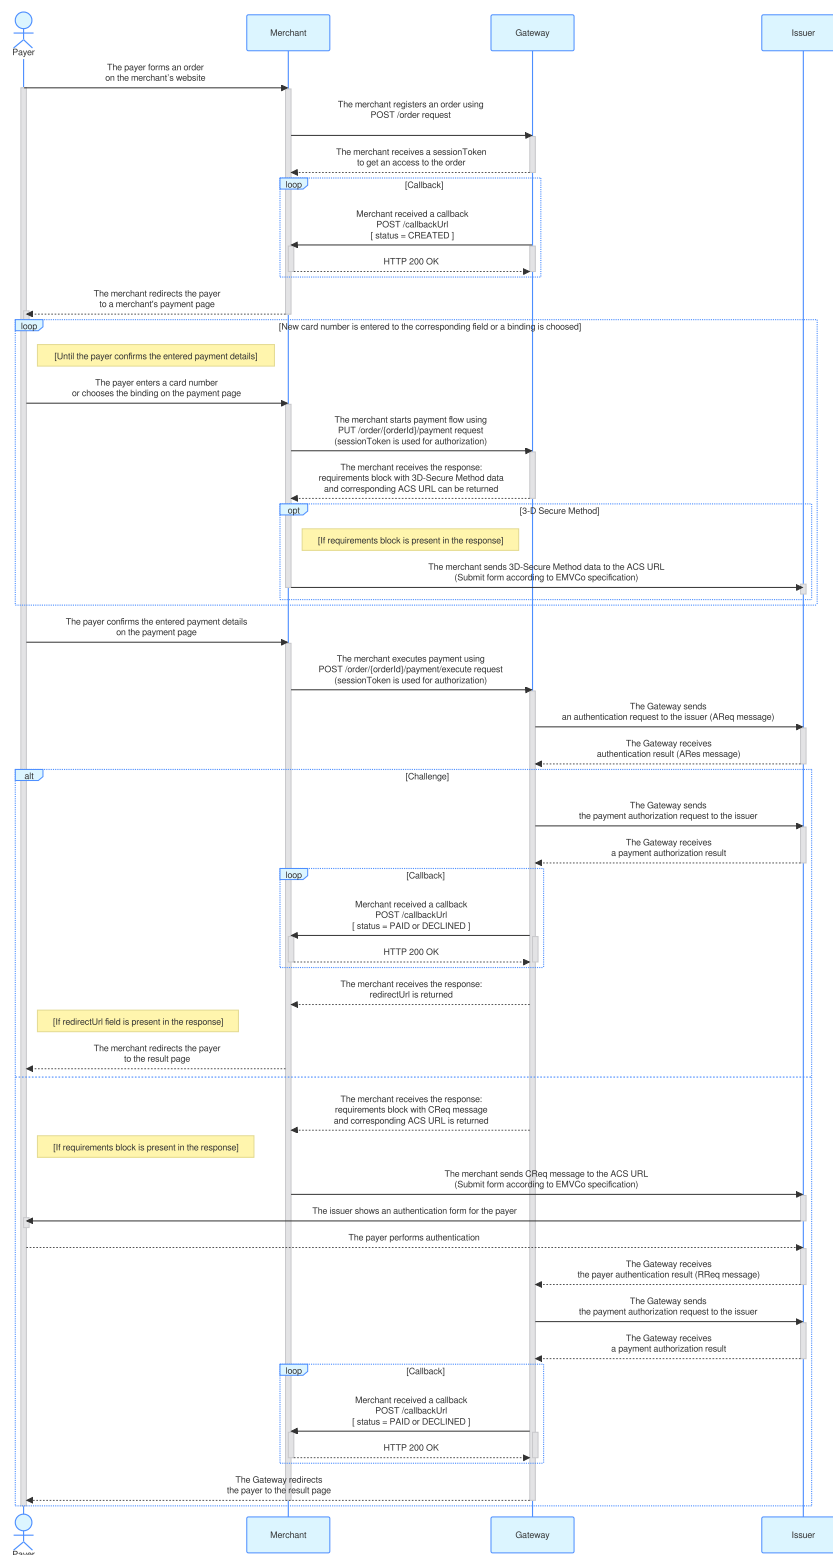 Merchant
Gateway
Issuer
Payer
The payer forms an order
on the merchant's website
The merchant registers an order using
POST /order request
The merchant receives a sessionToken
to get an access to the order
loop
[Callback]
Merchant received a callback
POST /callbackUrl
[ status = CREATED ]
HTTP 200 OK
The merchant redirects the payer
to a merchant's payment page
loop
[New card number is entered to the corresponding field or a binding is choosed]
[Until the payer confirms the entered payment details]
The payer enters a card number
or chooses the binding on the payment page
The merchant starts payment flow using
PUT /order/{orderId}/payment request
(sessionToken is used for authorization)
The merchant receives the response:
requirements block with 3D-Secure Method data
and corresponding ACS URL can be returned
opt
[3-D Secure Method]
[If requirements block is present in the response]
The merchant sends 3D-Secure Method data to the ACS URL
(Submit form according to EMVCo specification)
The payer confirms the entered payment details
on the payment page
The merchant executes payment using
POST /order/{orderId}/payment/execute request
(sessionToken is used for authorization)
The Gateway sends
an authentication request to the issuer (AReq message)
The Gateway receives
authentication result (ARes message)
alt
[Challenge]
The Gateway sends
the payment authorization request to the issuer
The Gateway receives
a payment authorization result
loop
[Callback]
Merchant received a callback
POST /callbackUrl
[ status = PAID or DECLINED ]
HTTP 200 OK
The merchant receives the response:
redirectUrl is returned
[If redirectUrl field is present in the response]
The merchant redirects the payer
to the result page
The merchant receives the response:
requirements block with CReq message
and corresponding ACS URL is returned
[If requirements block is present in the response]
The merchant sends CReq message to the ACS URL
(Submit form according to EMVCo specification)
The issuer shows an authentication form for the payer
The payer performs authentication
The Gateway receives
the payer authentication result (RReq message)
The Gateway sends
the payment authorization request to the issuer
The Gateway receives
a payment authorization result
loop
[Callback]
Merchant received a callback
POST /callbackUrl
[ status = PAID or DECLINED ]
HTTP 200 OK
The Gateway redirects
the payer to the result page
Merchant
Gateway
Issuer
Payer